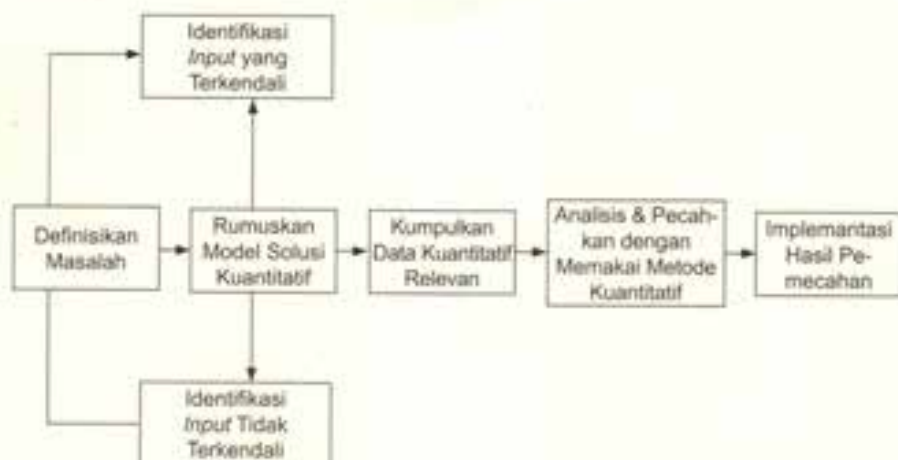 Identifikasi
Input yang
Terkendali
Definisikan
Masalah
Rumuskan
Model Solusi
Kuantitatif
Kumpulkan
Data Kuantitatif
Relevan
Analisis & Pecah-
kan dengan
Memakai Metode
Kuantitatif
Implemantasi
Hasil Pe-
mecahan
Identifikasi
Input Tidak
Terkendali